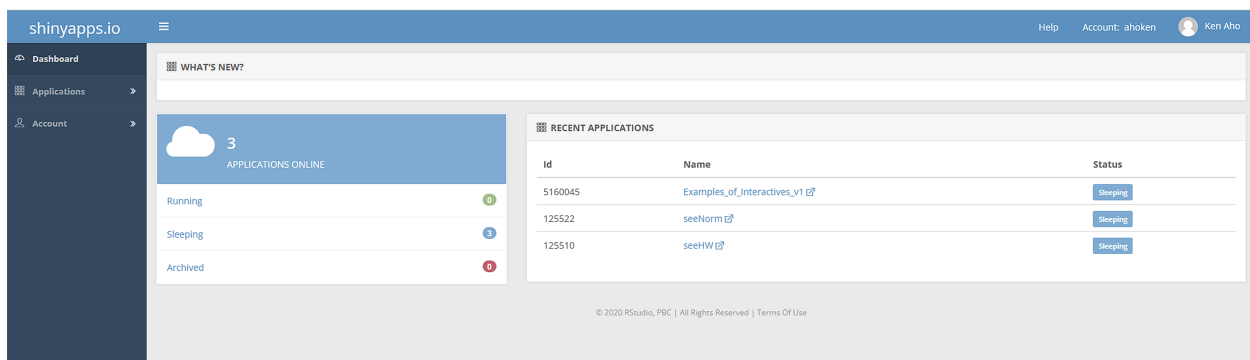 shinyapps.io
Help Account: ahoken Ken Aho
Dashboard
Applications
Account
WHAT'S NEW?
3
APPLICATIONS ONLINE
Running 0
Sleeping 3
Archived 0
RECENT APPLICATIONS
Id Name Status
5160045 Examples_of_Interactives_v1 Sleeping
125522 seeNorm Sleeping
125510 seeHW Sleeping
© 2020 RStudio, PBC | All Rights Reserved | Terms Of Use